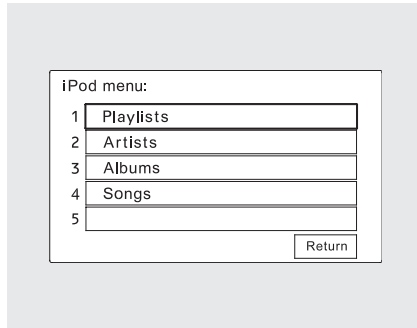 iPod menu:
1 Playlists
2 Artists
3 Albums
4 Songs
5
Return